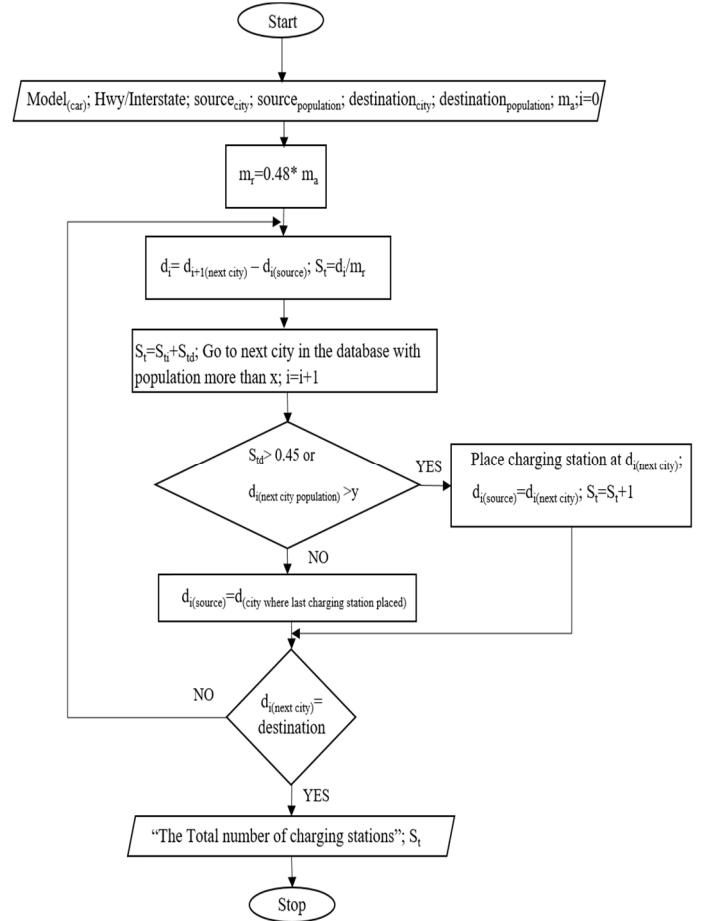 Start
Model(car); Hwy/Interstate; sourcecity; sourcepopulation; destinationcity; destinationpopulation; ma;i=0
mr=0.48* ma
di= di+1(next city) – di(source); St=di/mr
St=Sti+Std; Go to next city in the database with
population more than x; i=i+1
Std> 0.45 or
di(next city population) >y
YES
Place charging station at di(next city);
di(source)=di(next city); St=St+1
NO
di(source)=d(city where last charging station placed)
NO
di(next city)=
destination
YES
“The Total number of charging stations”; St
Stop